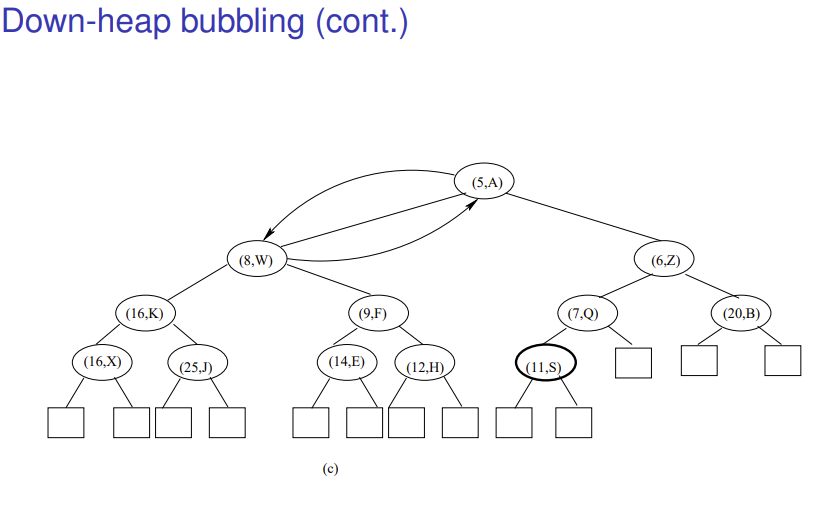 Down-heap bubbling (cont.)
(5,A)
(8,W)
(6,Z)
(16,K)
(9,F)
(7,Q)
(20,B)
(16,X)
(25,J)
(14,E)
(12,H)
(11,S)
(c)